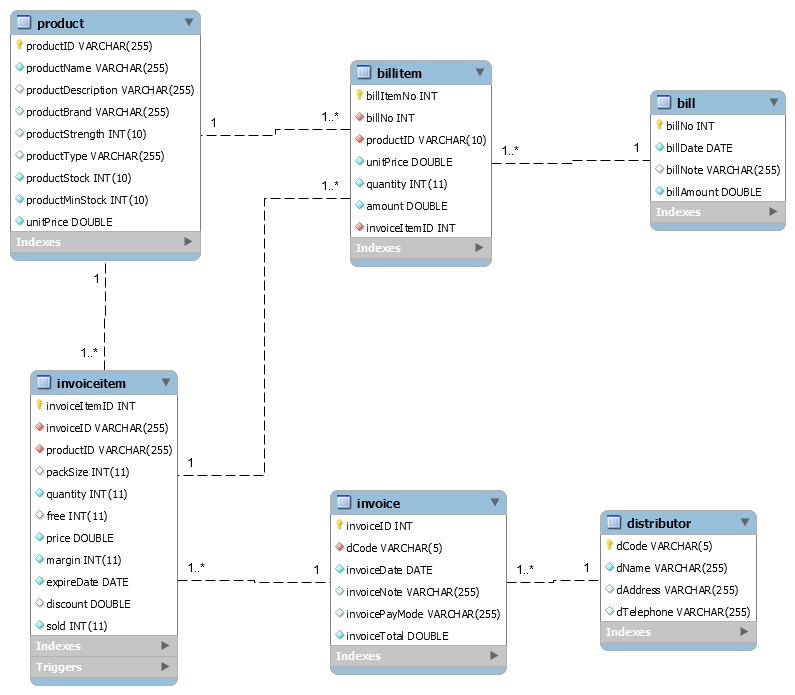 product
productID VARCHAR(255)
productName VARCHAR(255)
productDescription VARCHAR(255)
productBrand VARCHAR(255)
productStrength INT(10)
productType VARCHAR(255)
productStock INT(10)
productMinStock INT(10)
unitPrice DOUBLE
Indexes
1
1..*
billitem
billItemNo INT
billNo INT
productID VARCHAR(10)
unitPrice DOUBLE
quantity INT(11)
amount DOUBLE
invoiceItemID INT
Indexes
1..*
1..*
1
bill
billNo INT
billDate DATE
billNote VARCHAR(255)
billAmount DOUBLE
Indexes
1
1..*
invoiceitem
invoiceItemID INT
invoiceID VARCHAR(255)
productID VARCHAR(255)
packSize INT(11)
quantity INT(11)
free INT(11)
price DOUBLE
margin INT(11)
expireDate DATE
discount DOUBLE
sold INT(11)
Indexes
Triggers
1
1..*
1
invoice
invoiceID INT
dCode VARCHAR(5)
invoiceDate DATE
invoiceNote VARCHAR(255)
invoicePayMode VARCHAR(255)
invoiceTotal DOUBLE
Indexes
1..*
1
distributor
dCode VARCHAR(5)
dName VARCHAR(255)
dAddress VARCHAR(255)
dTelephone VARCHAR(255)
Indexes